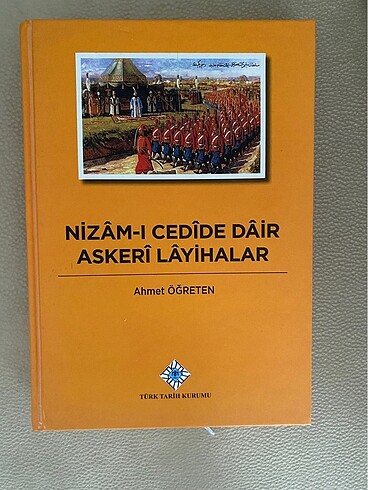 NİZÂM-I CEDÎDE DÂİR
ASKERÎ LÂYİHALAR
Ahmet ÖĞRETEN
TÜRK TARİH KURUMU